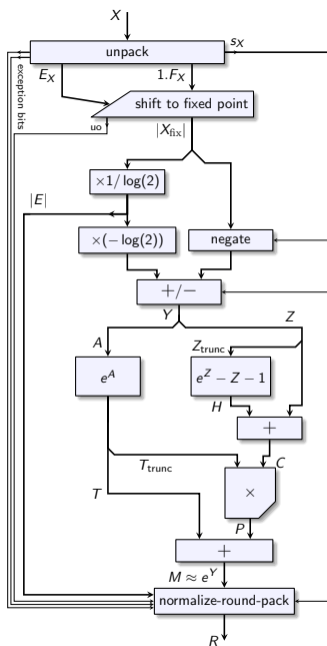 X
unpack
s_X
E_X
1.F_X
exception bits
shift to fixed point
uo
|X_fix|
×1/ log(2)
|E|
×(− log(2))
negate
+/−
Y
Z
A
Z_trunc
e^A
e^Z − Z − 1
H
+
T_trunc
C
T
×
P
+
M ≈ e^Y
normalize-round-pack
R